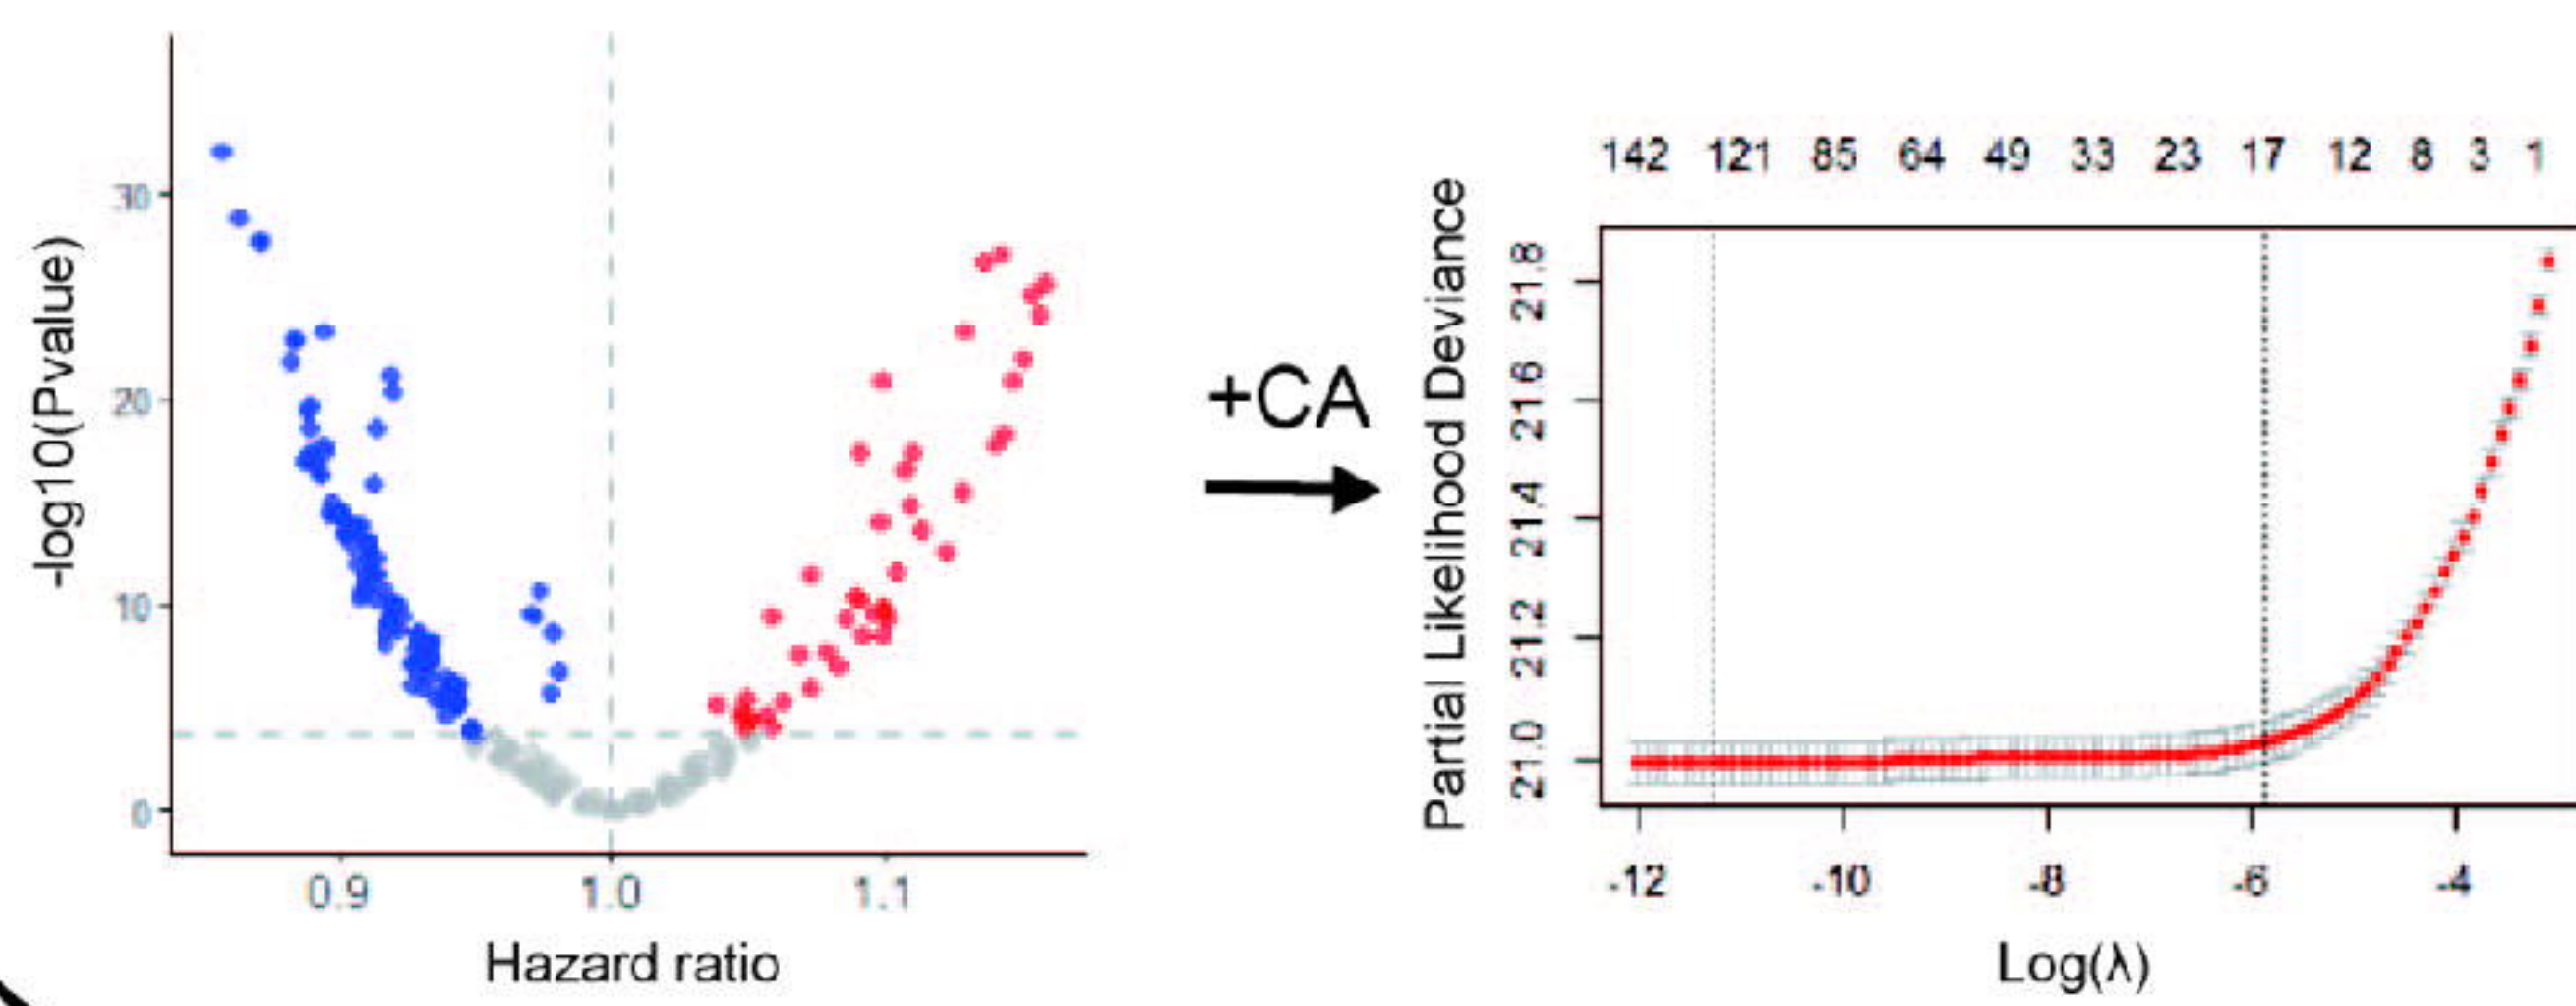 -log10(Pvalue)
30
20
10
0
0.9 1.0 1.1
Hazard ratio
+CA
142 121 85 64 49 33 23 17 12 8 3 1
Partial Likelihood Deviance
21.8
21.6
21.4
21.2
21.0
-12 -10 -8 -6 -4
Log(λ)